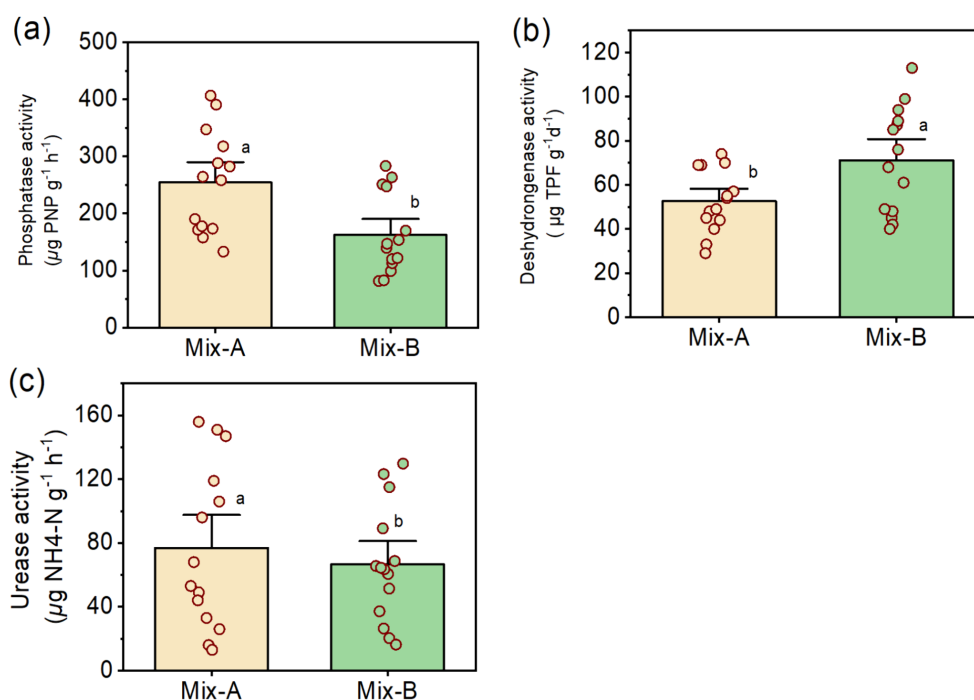 (a)
Phosphatase activity
(µg PNP g⁻¹ h⁻¹)
500
400
300
200
100
0
a
b
Mix-A
Mix-B
(b)
Deshydrongenase activity
( µg TPF g⁻¹d⁻¹)
120
100
80
60
40
20
0
b
a
Mix-A
Mix-B
(c)
Urease activity
(µg NH4-N g⁻¹ h⁻¹)
160
120
80
40
0
a
b
Mix-A
Mix-B